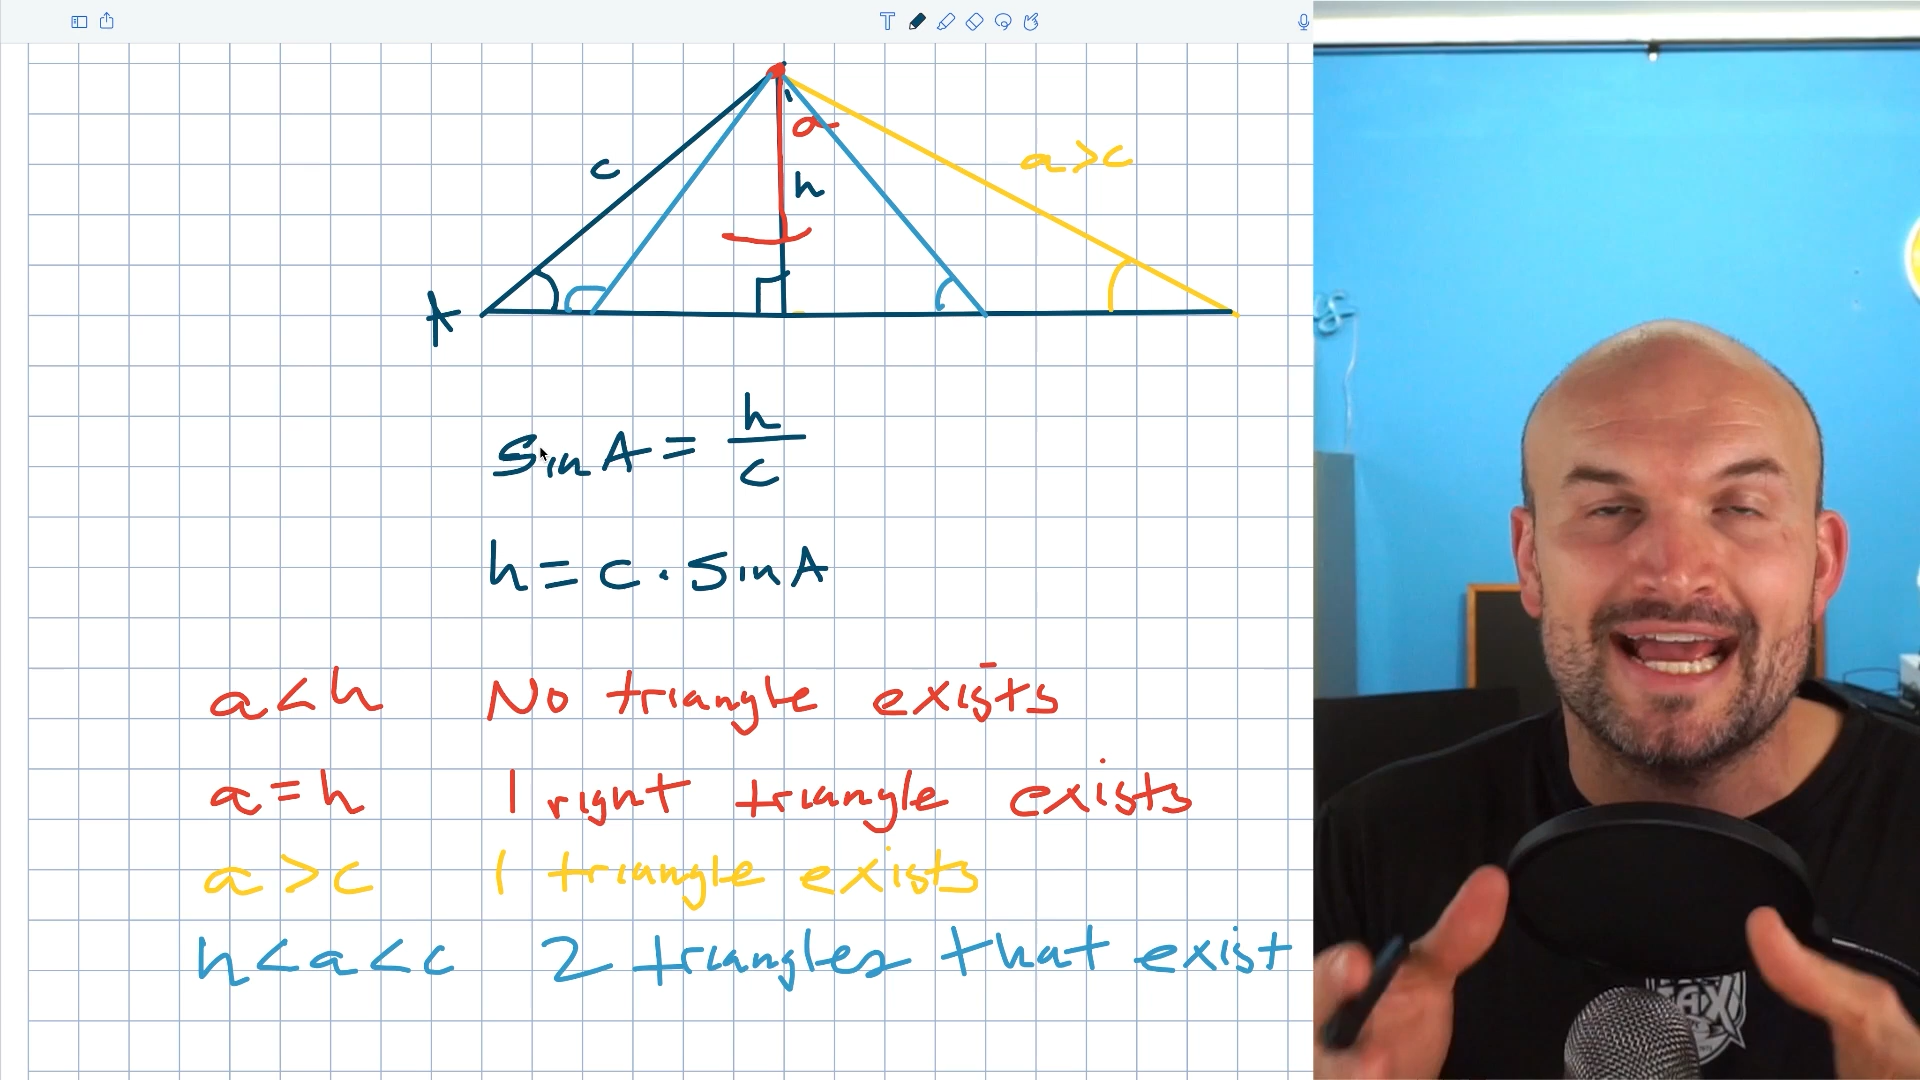 c
a
h
a>c
A
sin A = h/c
h = c · sin A
a < h No triangle exists
a = h 1 right triangle exists
a > c 1 triangle exists
h < a < c 2 triangles that exist